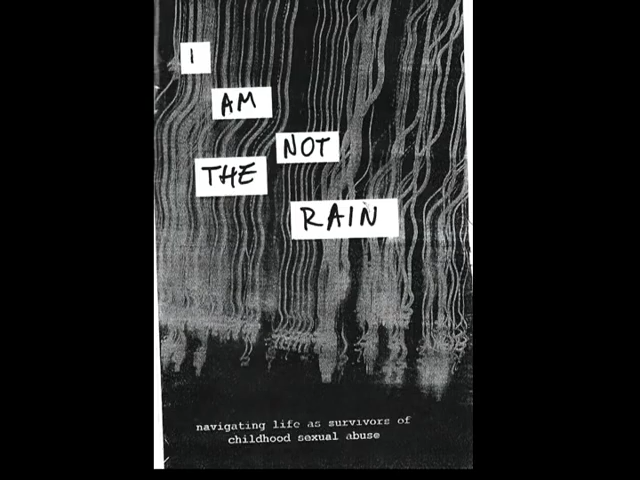 I
AM
NOT
THE
RAIN
navigating life as survivors of
childhood sexual abuse